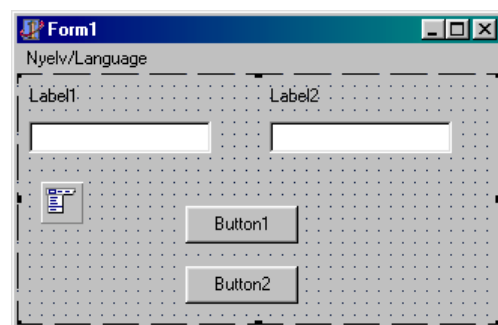 Form1
Nyelv/Language
Label1 Label2
Button1
Button2